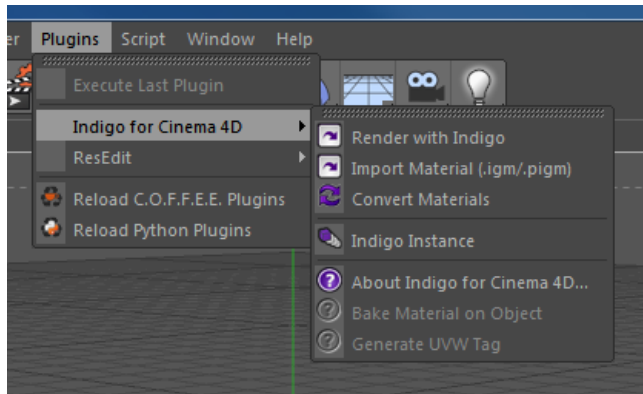 er Plugins Script Window Help
Execute Last Plugin
Indigo for Cinema 4D
ResEdit
Reload C.O.F.F.E.E. Plugins
Reload Python Plugins
Render with Indigo
Import Material (.igm/.pigm)
Convert Materials
Indigo Instance
About Indigo for Cinema 4D...
Bake Material on Object
Generate UVW Tag